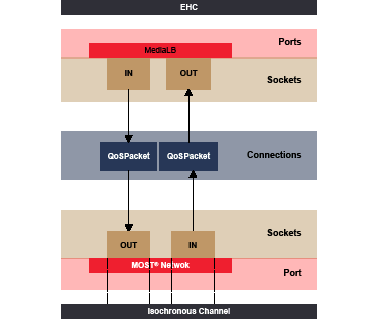 EHC
Ports
MediaLB
IN OUT
Sockets
QoSPacket QoSPacket Connections
Sockets
OUT IN
MOST® Netwok
Port
Isochronous Channel